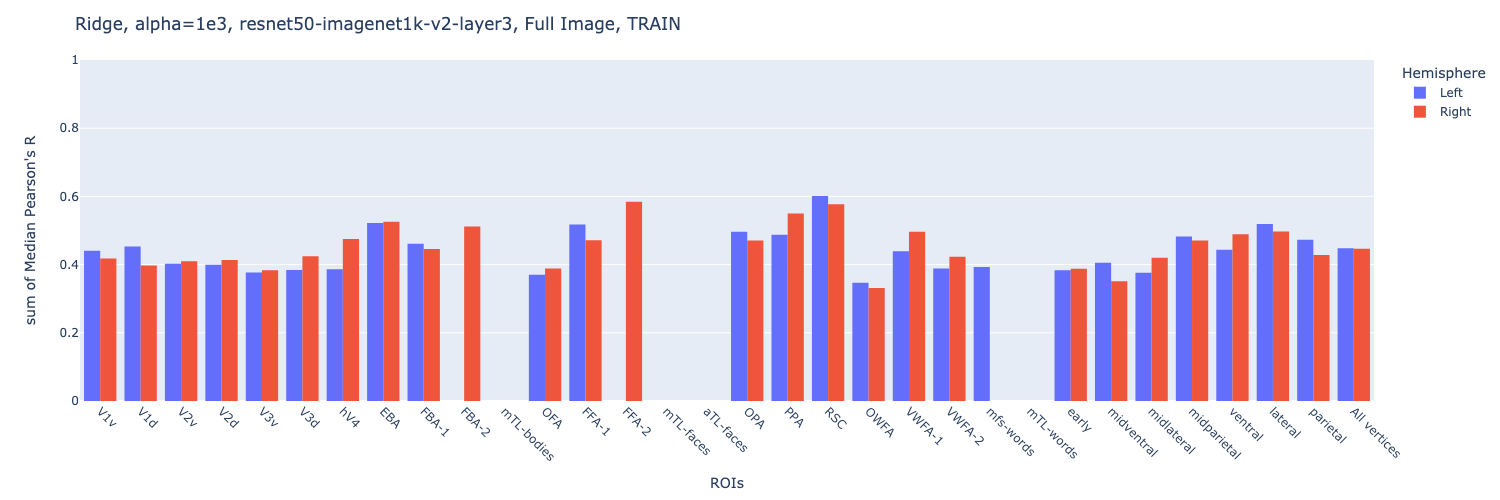 Ridge, alpha=1e3, resnet50-imagenet1k-v2-layer3, Full Image, TRAIN
Hemisphere
Left
Right
sum of Median Pearson's R
1
0.8
0.6
0.4
0.2
0
V1v
V1d
V2v
V2d
V3v
V3d
hV4
EBA
FBA-1
FBA-2
mTL-bodies
OFA
FFA-1
FFA-2
mTL-faces
aTL-faces
OPA
PPA
RSC
OWFA
VWFA-1
VWFA-2
mfs-words
mTL-words
early
midventral
midlateral
midparietal
ventral
lateral
parietal
All vertices
ROIs